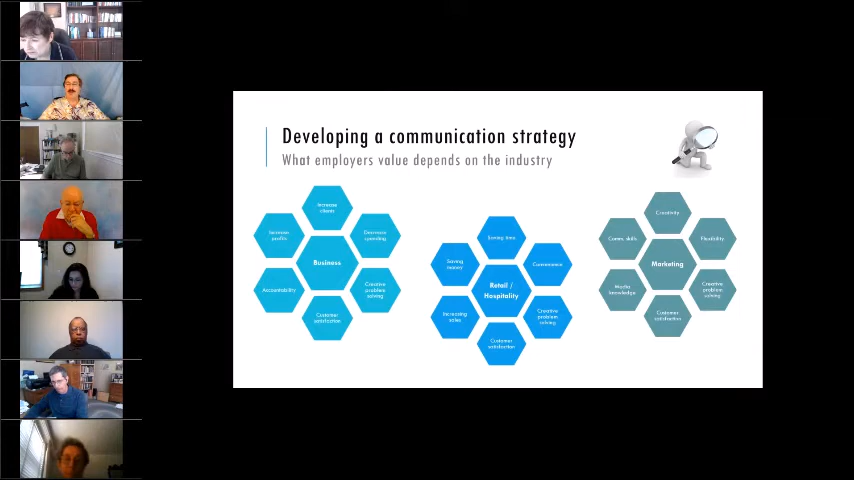 Developing a communication strategy
What employers value depends on the industry
Increase
clients
Increase
profits
Decrease
spending
Business
Accountability
Creative
problem
solving
Customer
satisfaction
Saving time
Saving
money
Convenience
Retail /
Hospitality
Increasing
sales
Creative
problem
solving
Customer
satisfaction
Creativity
Comm. skills
Flexibility
Marketing
Media
knowledge
Creative
problem
solving
Customer
satisfaction